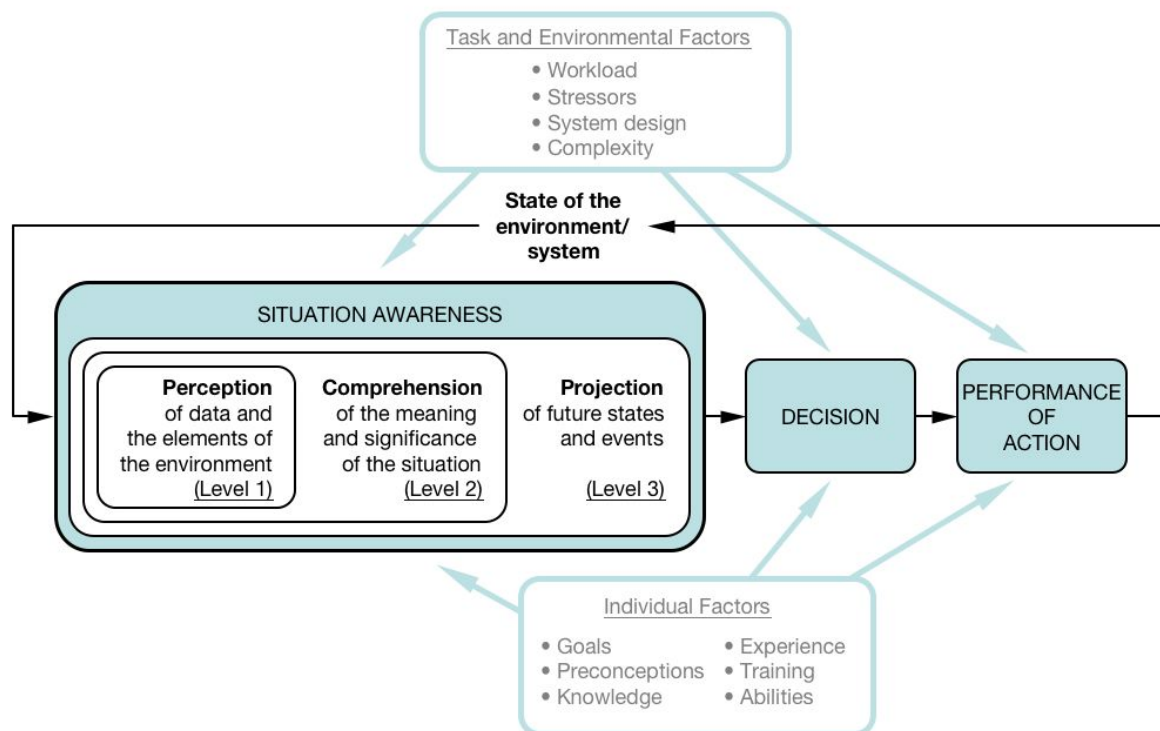 Task and Environmental Factors
• Workload
• Stressors
• System design
• Complexity
State of the
environment/
system
SITUATION AWARENESS
Perception
of data and
the elements of
the environment
(Level 1)
Comprehension
of the meaning
and significance
of the situation
(Level 2)
Projection
of future states
and events
(Level 3)
DECISION
PERFORMANCE
OF
ACTION
Individual Factors
• Goals
• Preconceptions
• Knowledge
• Experience
• Training
• Abilities